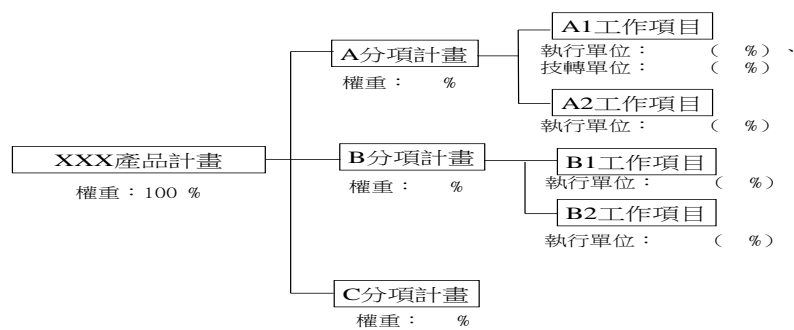 A1工作項目
執行單位：　　　（　%）、
技轉單位：　　　（　%）
A分項計畫
權重：　%
A2工作項目
執行單位：　　　（　%）
XXX產品計畫
權重：100 %
B分項計畫
權重：　%
B1工作項目
執行單位：　　　（　%）
B2工作項目
執行單位：　　　（　%）
C分項計畫
權重：　%